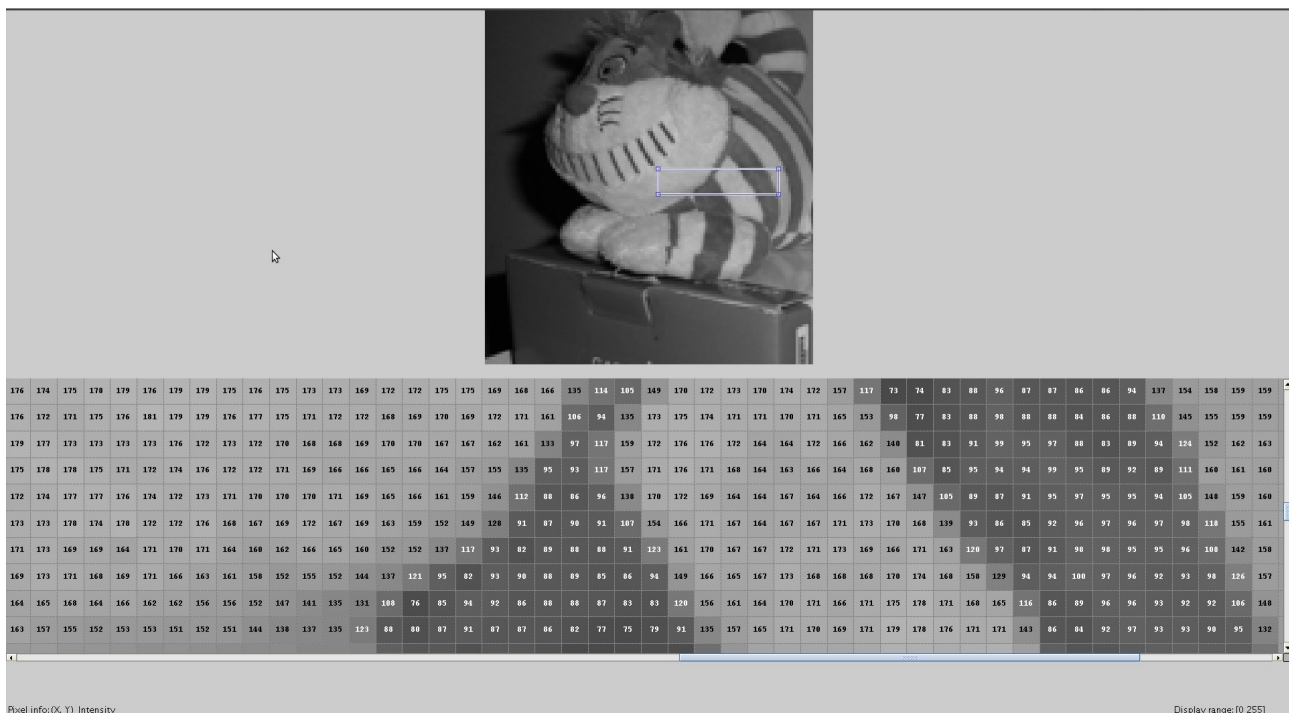 176 174 175 178 179 176 179 179 175 176 175 173 173 169 172 172 175 175 169 168 166 135 114 105 149 170 172 173 170 174 172 157 117 73 74 83 88 96 87 87 86 86 94 137 154 158 159 159
176 172 171 175 176 181 179 179 176 177 175 171 172 172 168 169 170 169 172 171 161 106 94 135 173 175 174 171 171 170 171 165 153 98 77 83 88 98 88 88 84 86 88 110 145 155 159 159
179 177 173 173 173 173 176 172 173 172 170 168 168 169 170 170 167 167 162 161 133 97 117 159 172 176 176 172 164 164 172 166 162 140 81 83 91 99 95 97 88 83 89 94 124 152 162 163
175 178 178 175 171 172 174 176 172 172 171 169 166 166 165 166 164 157 155 135 95 93 117 157 171 176 171 168 164 163 166 164 168 160 107 85 95 94 94 99 95 89 92 89 111 160 161 160
172 174 177 177 176 174 172 173 171 170 170 170 171 169 165 166 161 159 146 112 88 86 96 138 170 172 169 164 164 167 164 166 172 167 147 105 89 87 91 95 97 95 95 94 105 148 159 160
173 173 178 174 178 172 172 176 168 167 169 172 167 169 163 159 152 149 128 91 87 90 91 107 154 166 171 167 164 167 167 171 173 170 168 139 93 86 85 92 96 97 96 97 98 118 155 161
171 173 169 169 164 171 170 171 164 160 162 166 165 160 152 152 137 117 93 82 89 88 88 91 123 161 170 167 167 172 171 173 169 166 171 163 120 97 87 91 98 98 95 95 96 108 142 158
169 173 171 168 169 171 166 163 161 158 152 155 152 144 137 121 95 82 93 90 88 89 85 86 94 149 166 165 167 173 168 168 168 170 174 168 158 129 94 94 100 97 96 92 93 98 126 157
164 165 168 164 166 162 162 156 156 152 147 141 135 131 108 76 85 94 92 86 88 88 87 83 83 120 156 161 164 170 171 166 171 175 178 171 168 165 116 86 89 96 96 93 92 92 106 148
163 157 155 152 153 153 151 152 151 144 138 137 135 123 88 80 87 91 87 87 86 82 77 75 79 91 135 157 165 171 170 169 171 179 178 176 171 171 143 86 84 92 97 93 93 90 95 132
Pixel info: (X, Y) Intensity
Display range: [0 255]